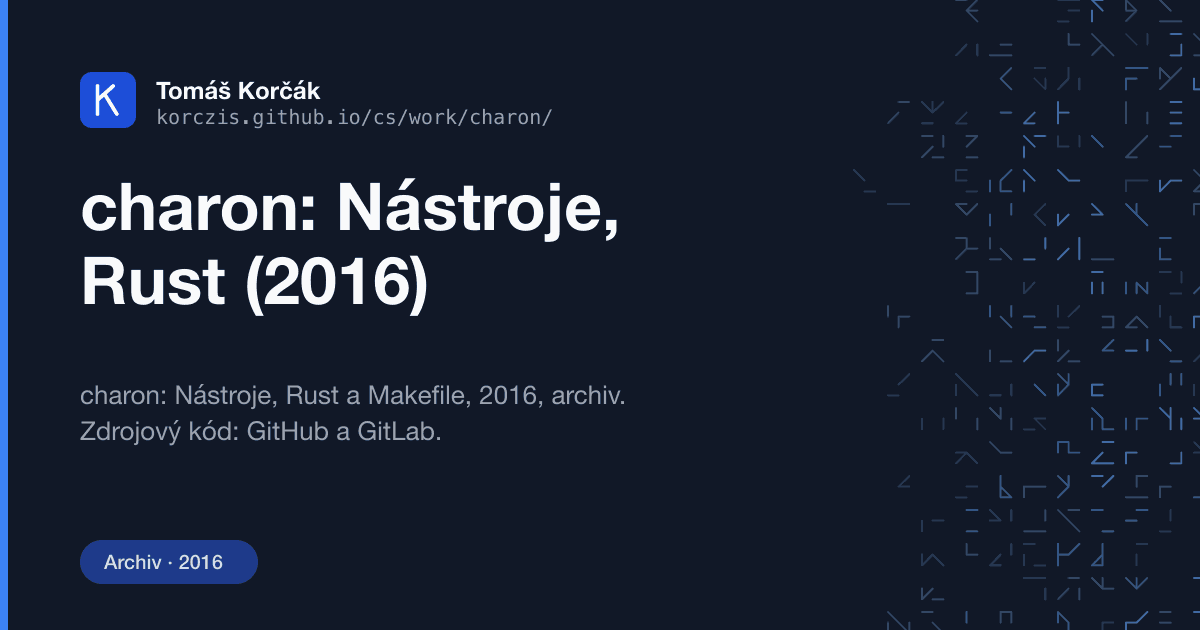 K
Tomáš Korčák
korczis.github.io/cs/work/charon/
charon: Nástroje,
Rust (2016)
charon: Nástroje, Rust a Makefile, 2016, archiv.
Zdrojový kód: GitHub a GitLab.
Archiv · 2016